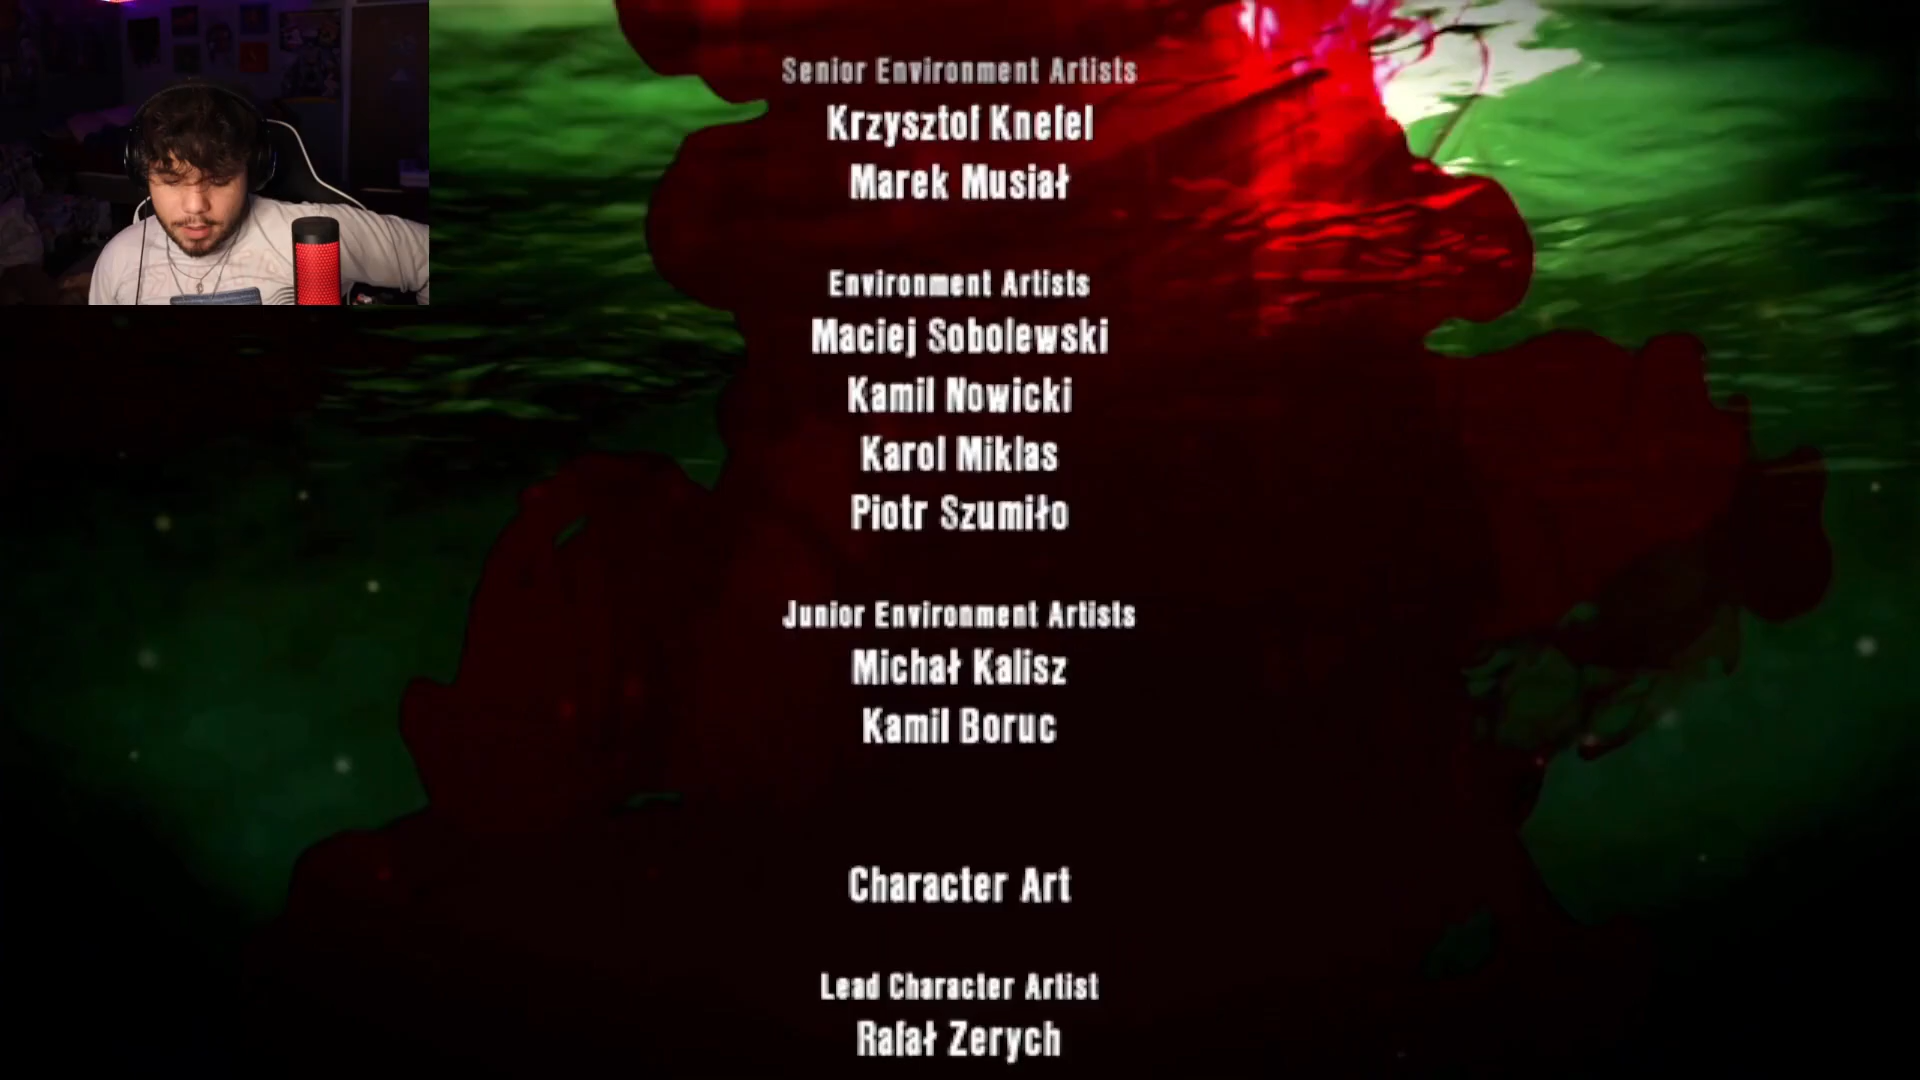 Senior Environment Artists
Krzysztof Knefel
Marek Musiał
Environment Artists
Maciej Sobolewski
Kamil Nowicki
Karol Miklas
Piotr Szumiło
Junior Environment Artists
Michał Kalisz
Kamil Boruc
Character Art
Lead Character Artist
Rafał Zerych